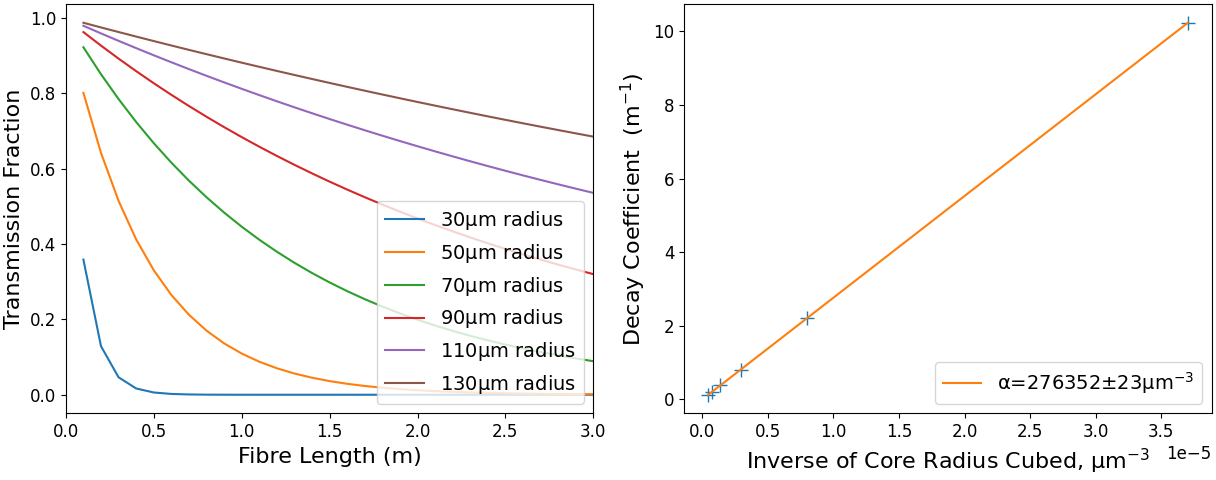 1.0
0.8
0.6
0.4
0.2
0.0
Transmission Fraction
30μm radius
50μm radius
70μm radius
90μm radius
110μm radius
130μm radius
0.0 0.5 1.0 1.5 2.0 2.5 3.0
Fibre Length (m)
10
8
6
4
2
0
Decay Coefficient (m⁻¹)
α=276352±23μm⁻³
0.0 0.5 1.0 1.5 2.0 2.5 3.0 3.5
1e−5
Inverse of Core Radius Cubed, μm⁻³